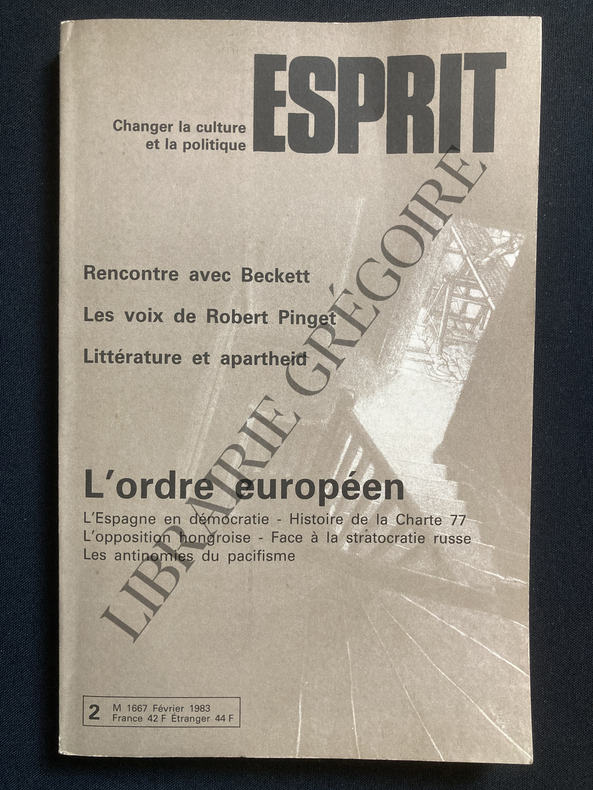 Changer la culture
et la politique
ESPRIT
Rencontre avec Beckett
Les voix de Robert Pinget
Littérature et apartheid
L'ordre européen
L'Espagne en démocratie - Histoire de la Charte 77
L'opposition hongroise - Face à la stratocratie russe
Les antinomies du pacifisme
2
M 1667 Février 1983
France 42 F Étranger 44 F
LIBRAIRIE GRÉGOIRE